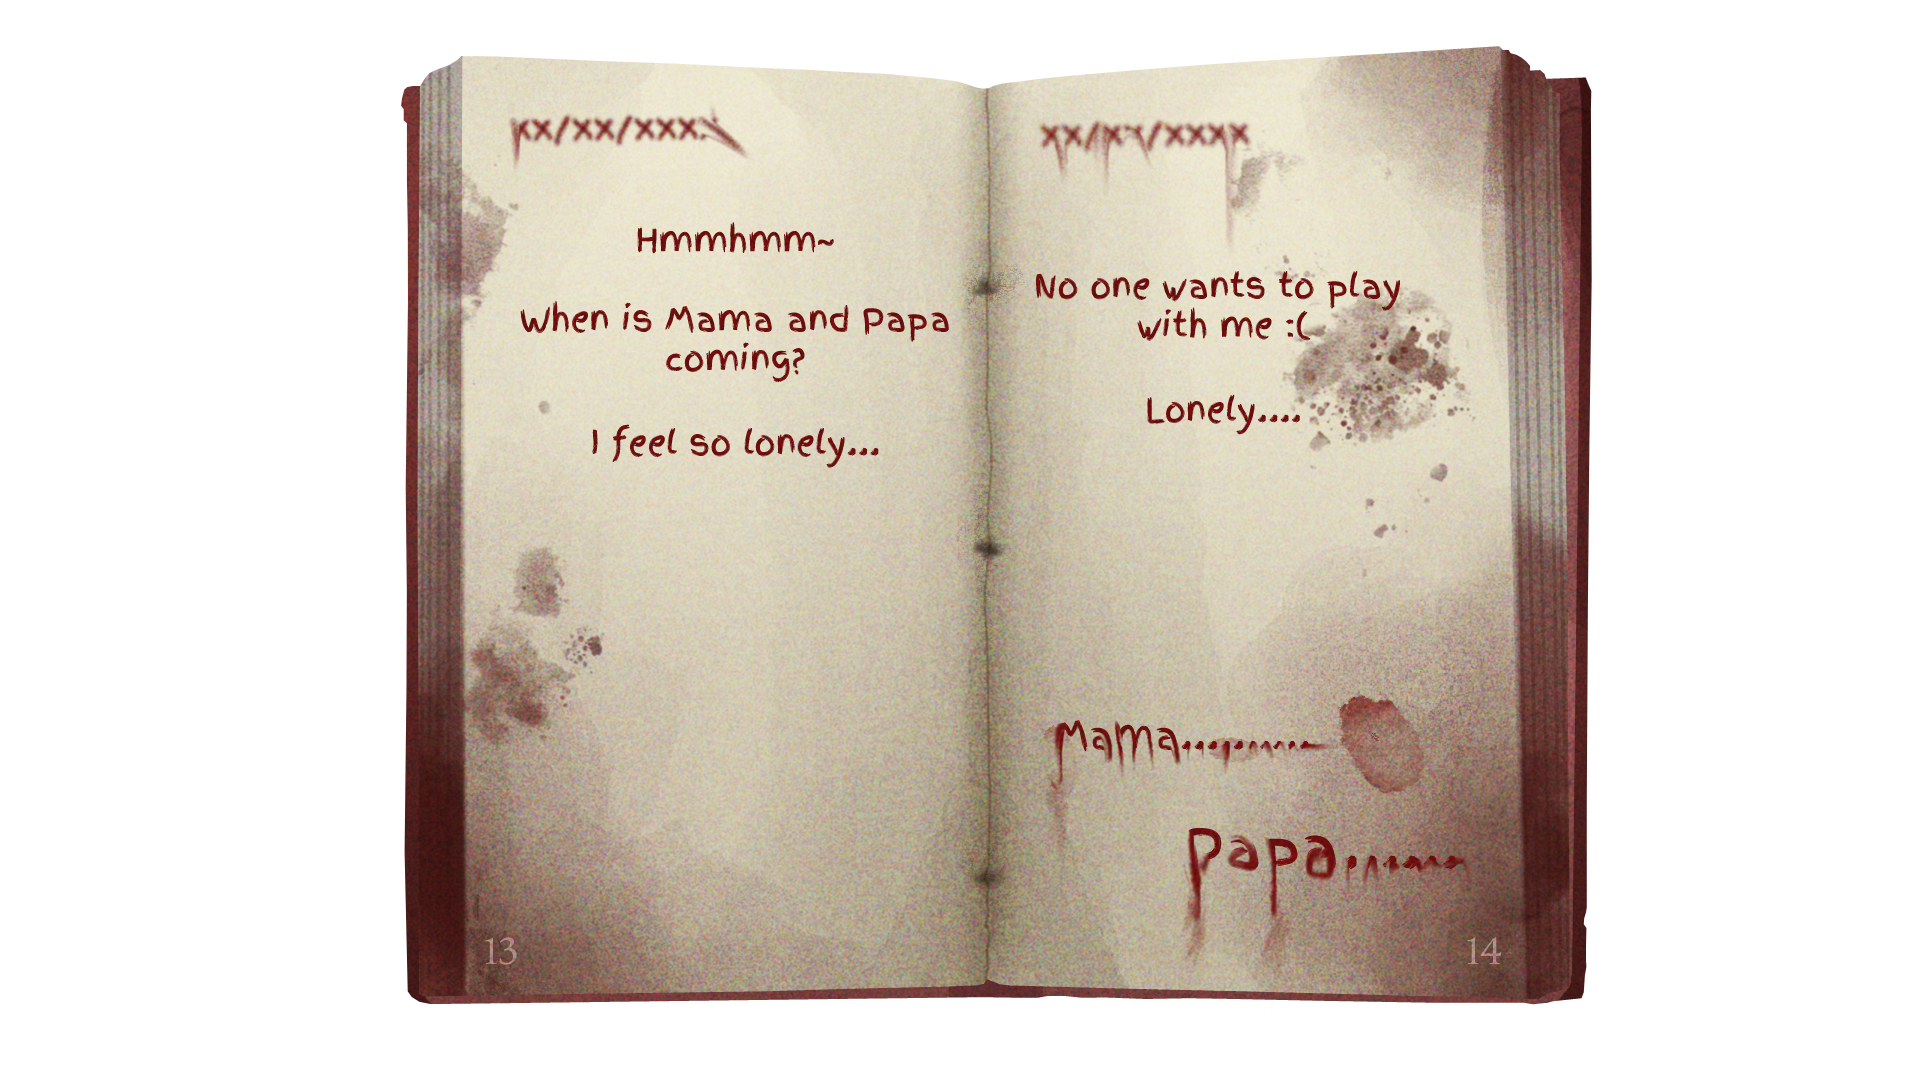 xx/xx/xxxx
Hmmhmm~
When is Mama and Papa
coming?
I feel so lonely...
13
xx/xx/xxxx
No one wants to play
with me :(
Lonely....
Mama............
Papa.......
14